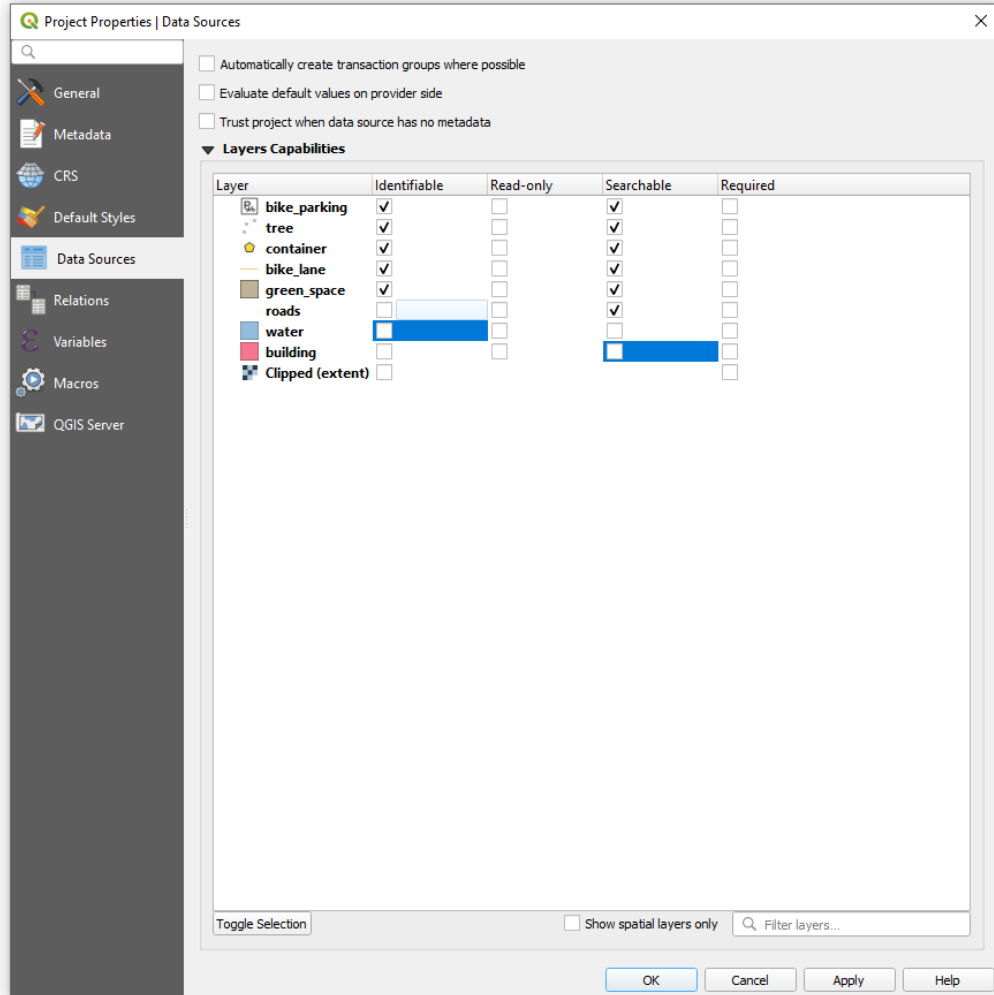 Project Properties | Data Sources
Automatically create transaction groups where possible
Evaluate default values on provider side
Trust project when data source has no metadata
Layers Capabilities
General
Metadata
CRS
Default Styles
Data Sources
Relations
Variables
Macros
QGIS Server
Layer Identifiable Read-only Searchable Required
bike_parking
tree
container
bike_lane
green_space
roads
water
building
Clipped (extent)
Toggle Selection Show spatial layers only Filter layers...
OK Cancel Apply Help